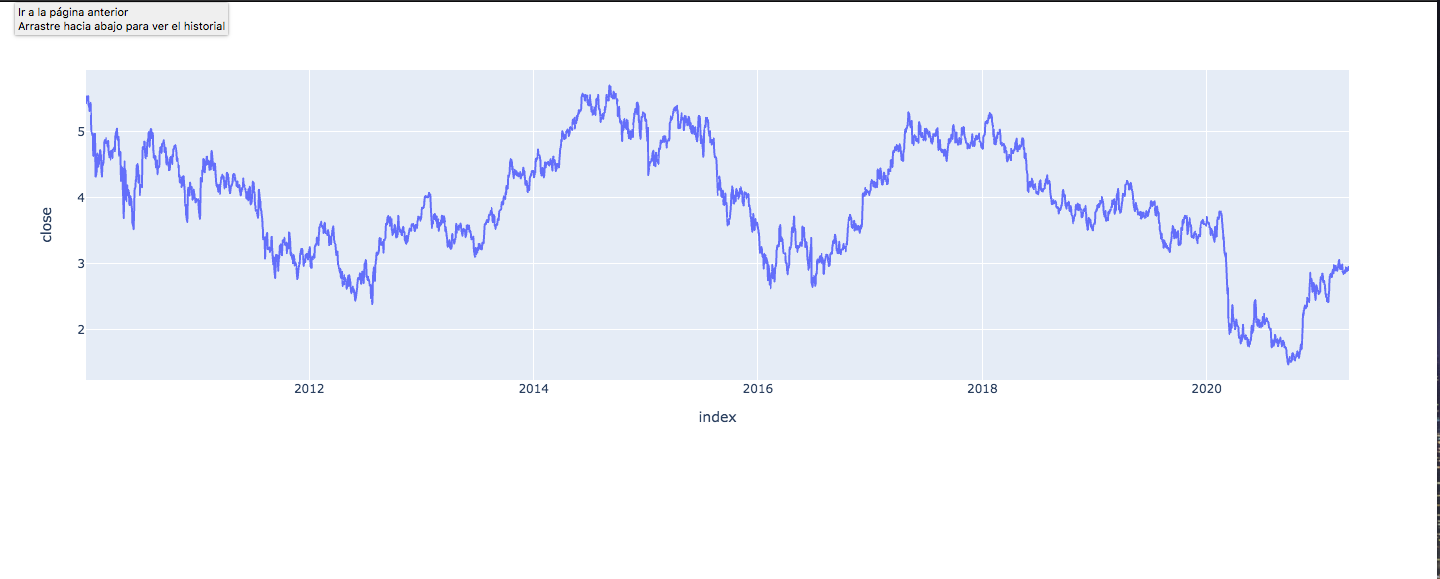 Ir a la página anterior
Arrastre hacia abajo para ver el historial
close
5
4
3
2
2012
2014
2016
2018
2020
index